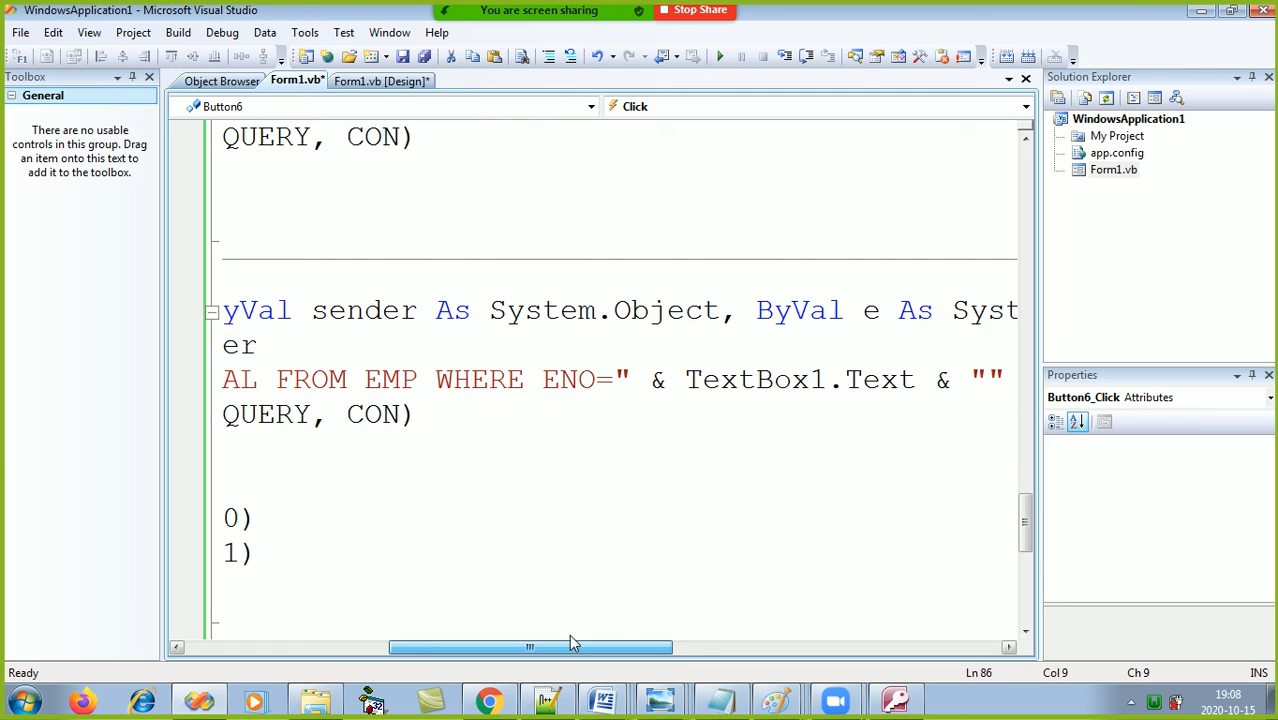 WindowsApplication1 - Microsoft Visual Studio
You are screen sharing
Stop Share
File Edit View Project Build Debug Data Tools Test Window Help
Toolbox
General
There are no usable
controls in this group. Drag
an item onto this text to
add it to the toolbox.
Object Browser
Form1.vb*
Form1.vb [Design]*
Button6
Click
QUERY, CON)
yVal sender As System.Object, ByVal e As Syst
er
AL FROM EMP WHERE ENO=" & TextBox1.Text & ""
QUERY, CON)
0)
1)
Solution Explorer
WindowsApplication1
My Project
app.config
Form1.vb
Properties
Button6_Click Attributes
Ready
Ln 86
Col 9
Ch 9
INS
19:08
2020-10-15